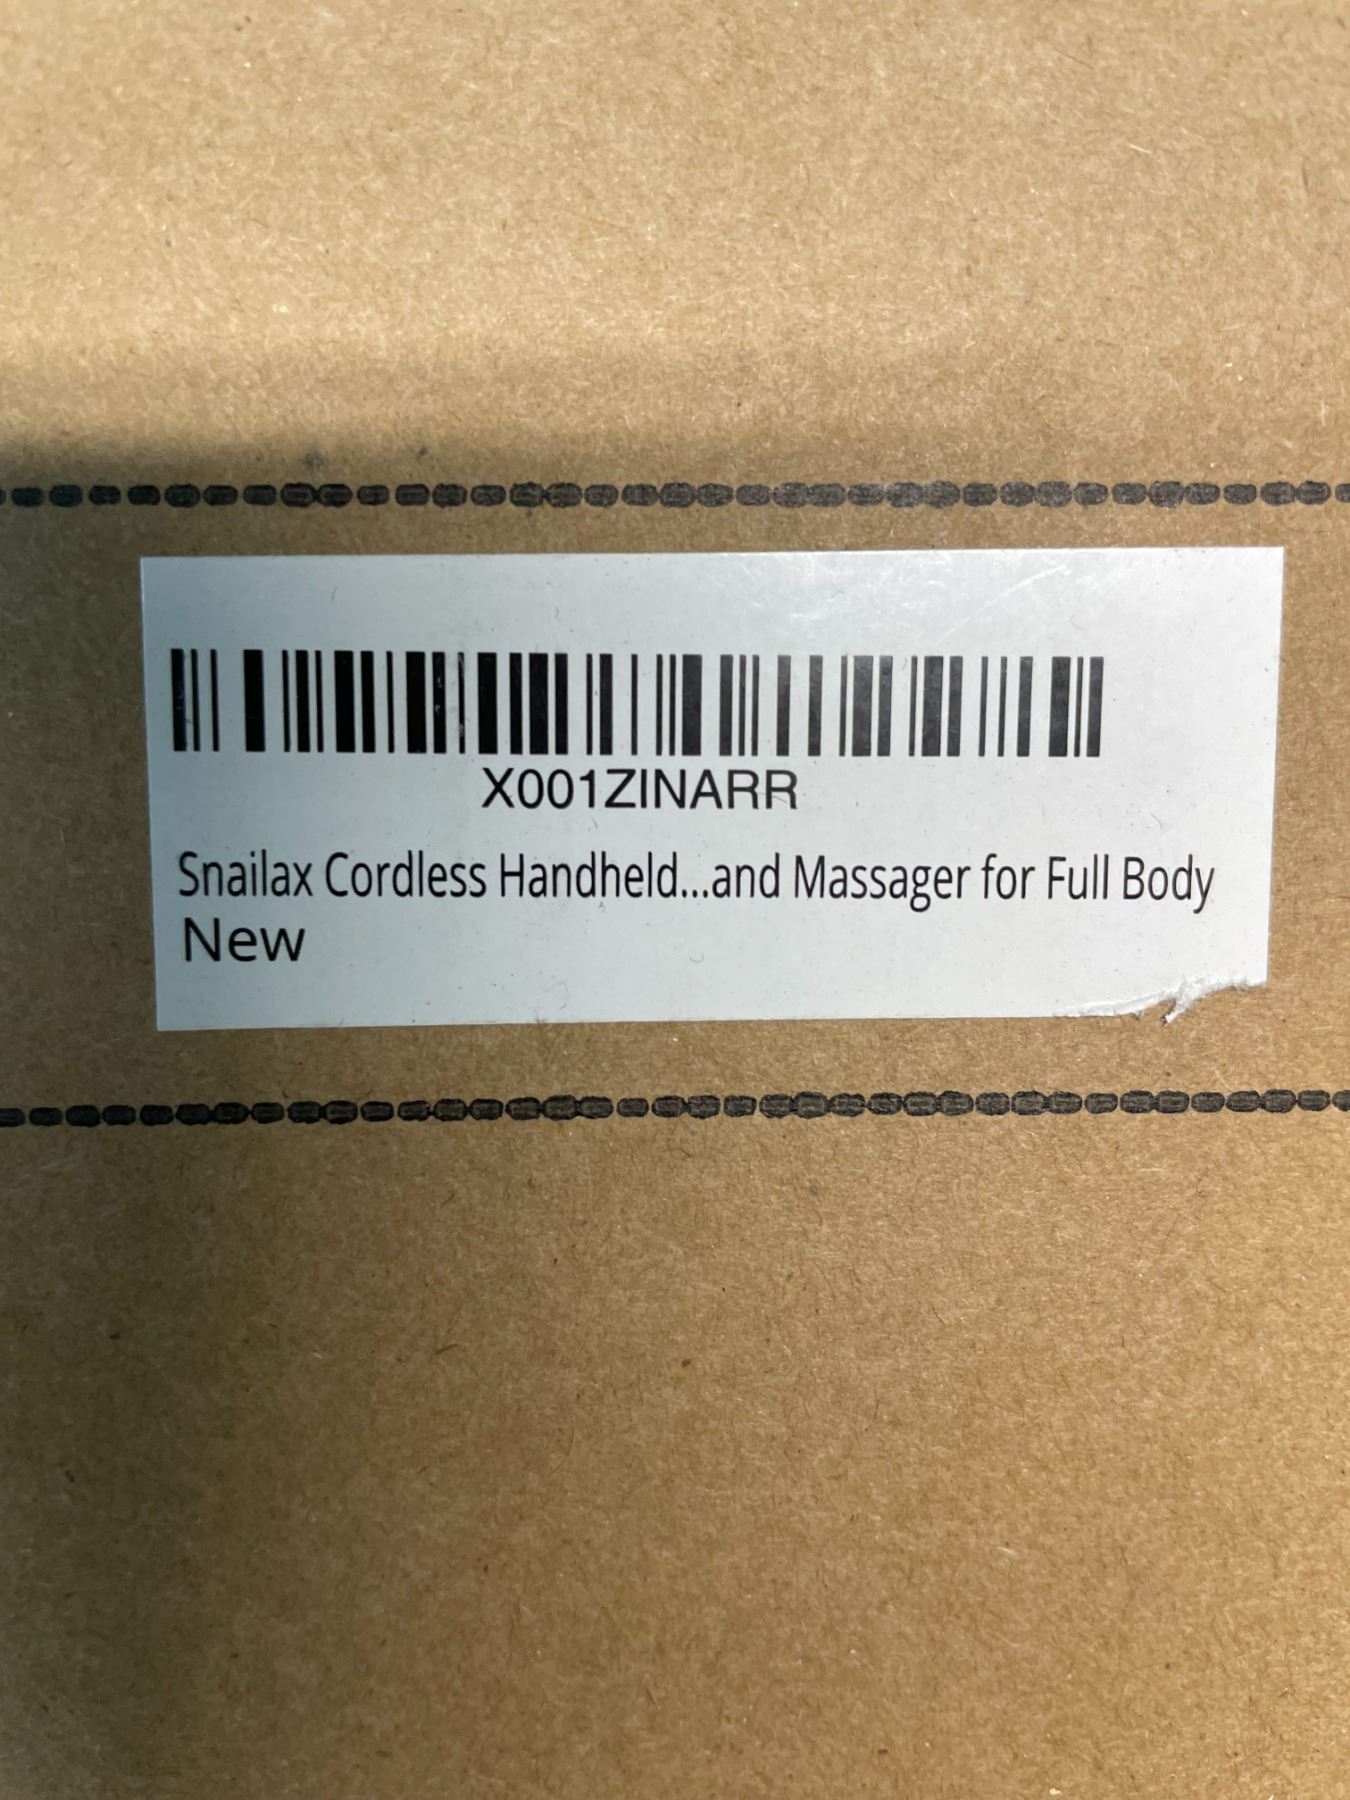 X001ZINARR
Snailax Cordless Handheld...and Massager for Full Body
New